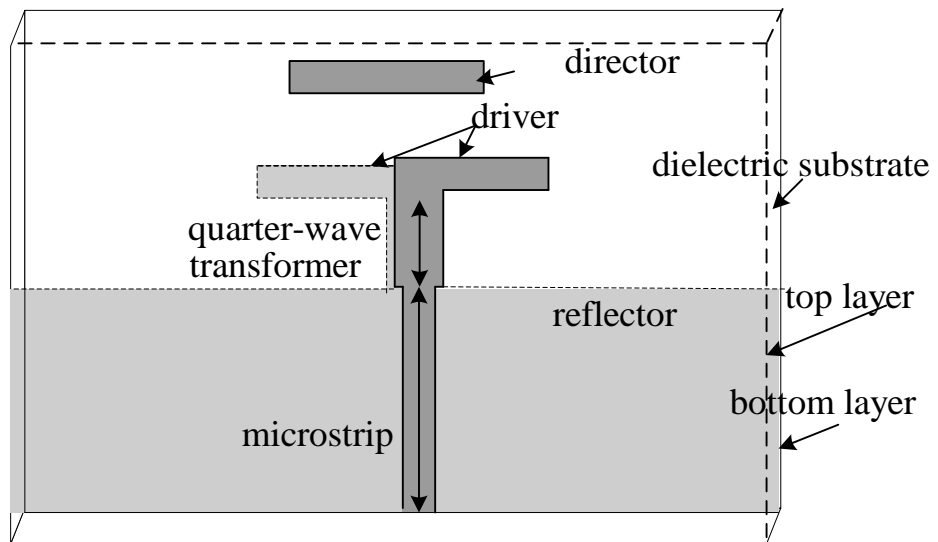 director
driver
dielectric substrate
quarter-wave
transformer
top layer
reflector
bottom layer
microstrip